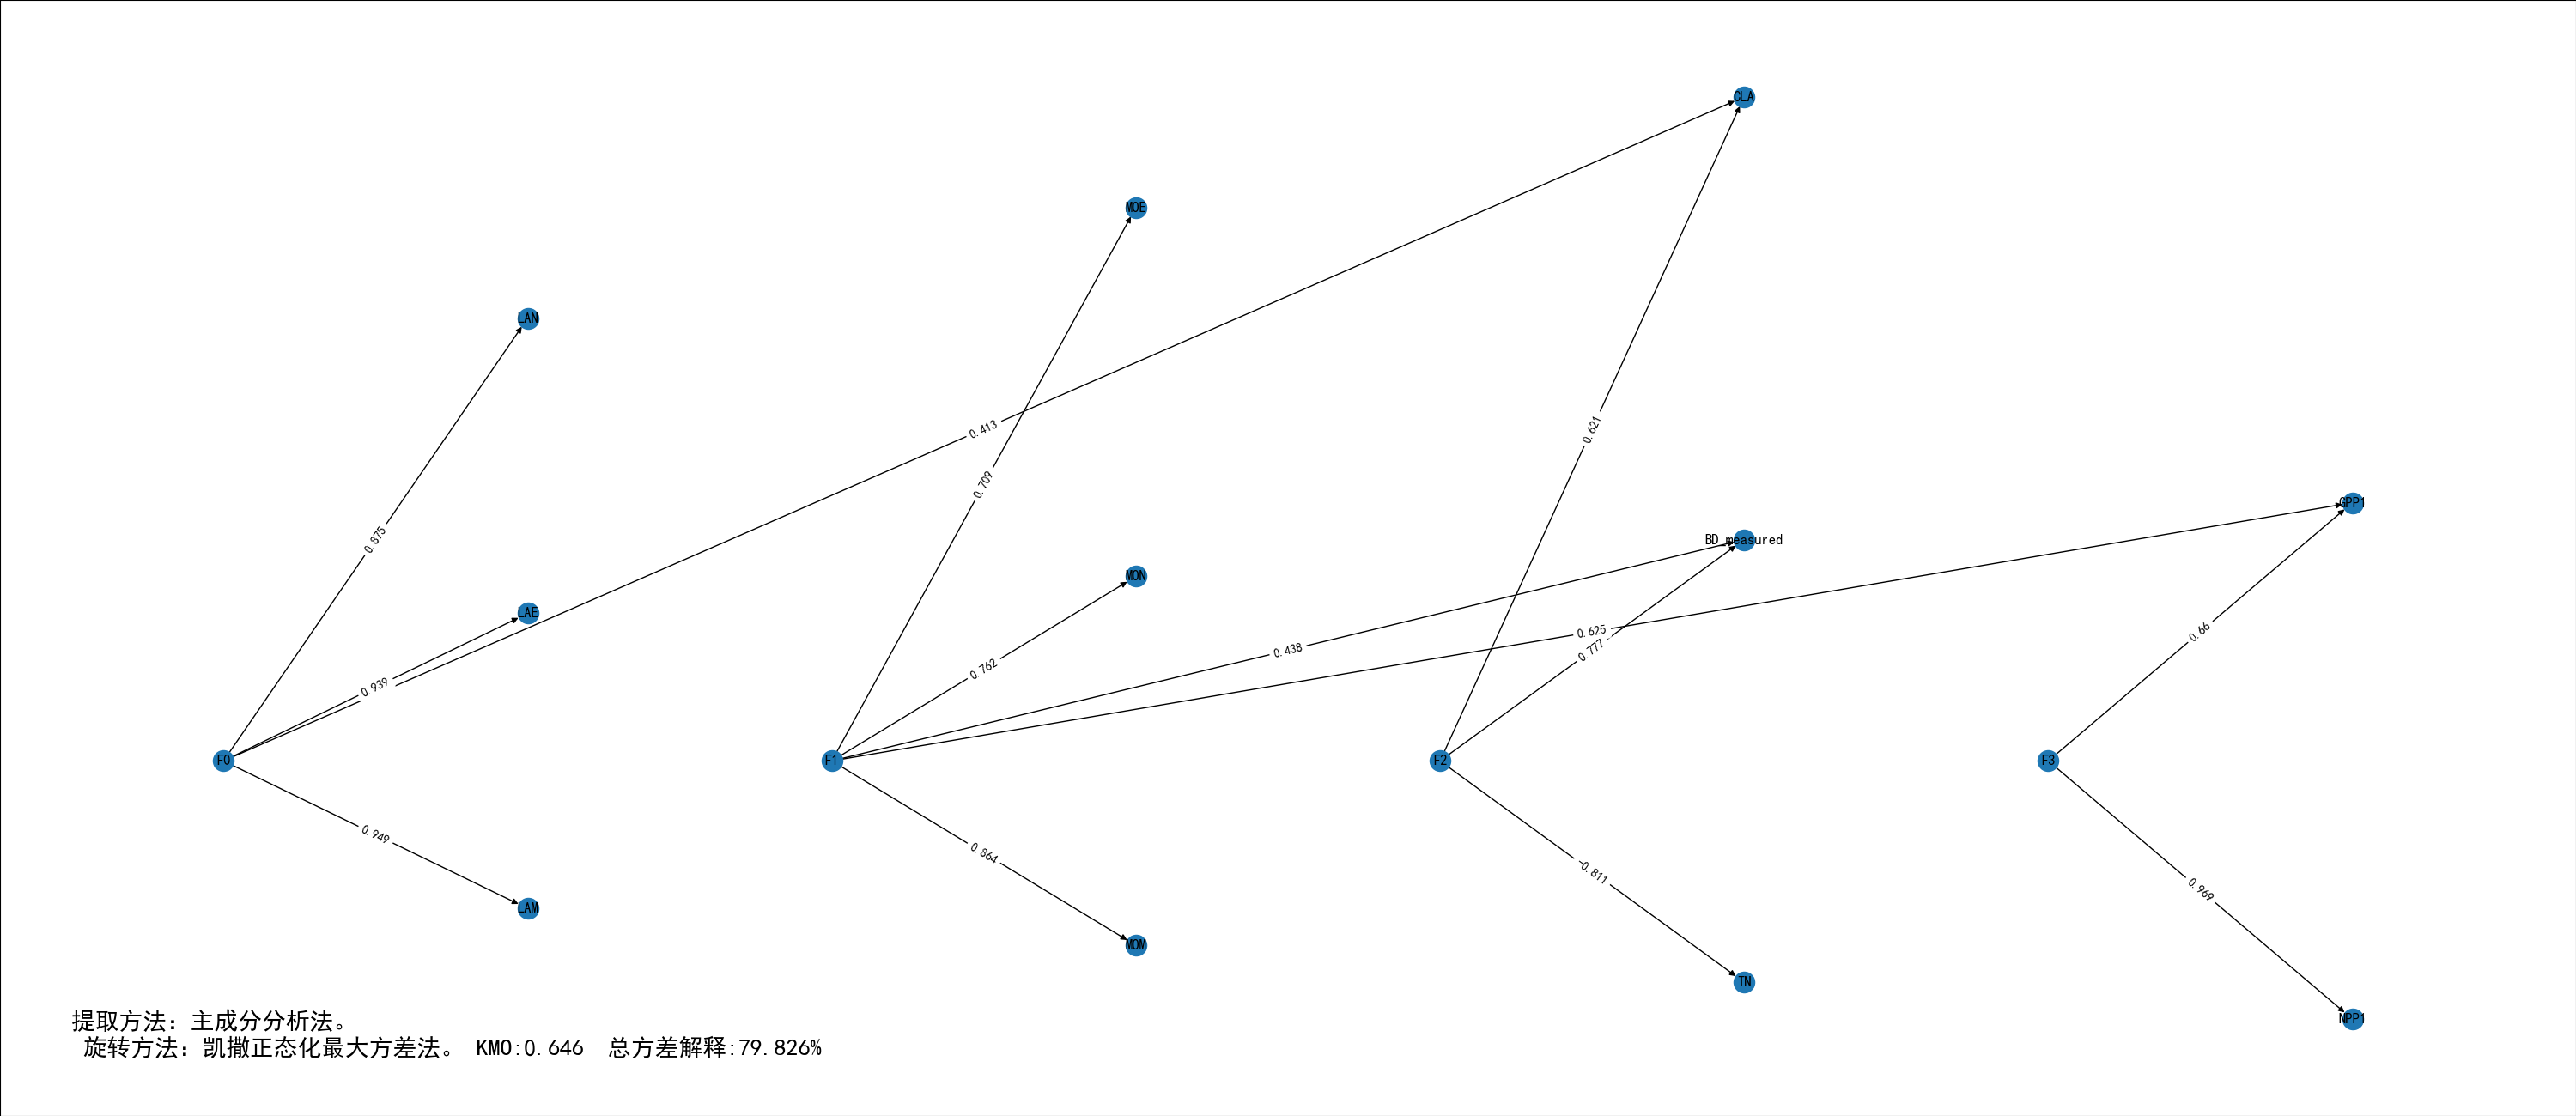 CLA
MOE
LAN
0.413
0.621
0.709
GPP1
0.875
BD_measured
MON
LAE
0.625
0.66
0.438
0.777
0.762
0.939
F0
F1
F2
F3
0.949
0.864
-0.811
0.969
LAM
MOM
TN
NPP1
提取方法：主成分分析法。
旋转方法：凯撒正态化最大方差法。 KMO:0.646 总方差解释:79.826%